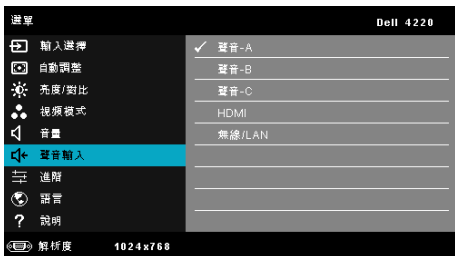 選單 Dell 4220
輸入選擇
自動調整
亮度/對比
視頻模式
音量
聲音輸入
進階
語言
說明
✓ 聲音-A
聲音-B
聲音-C
HDMI
無線/LAN
解析度 1024x768